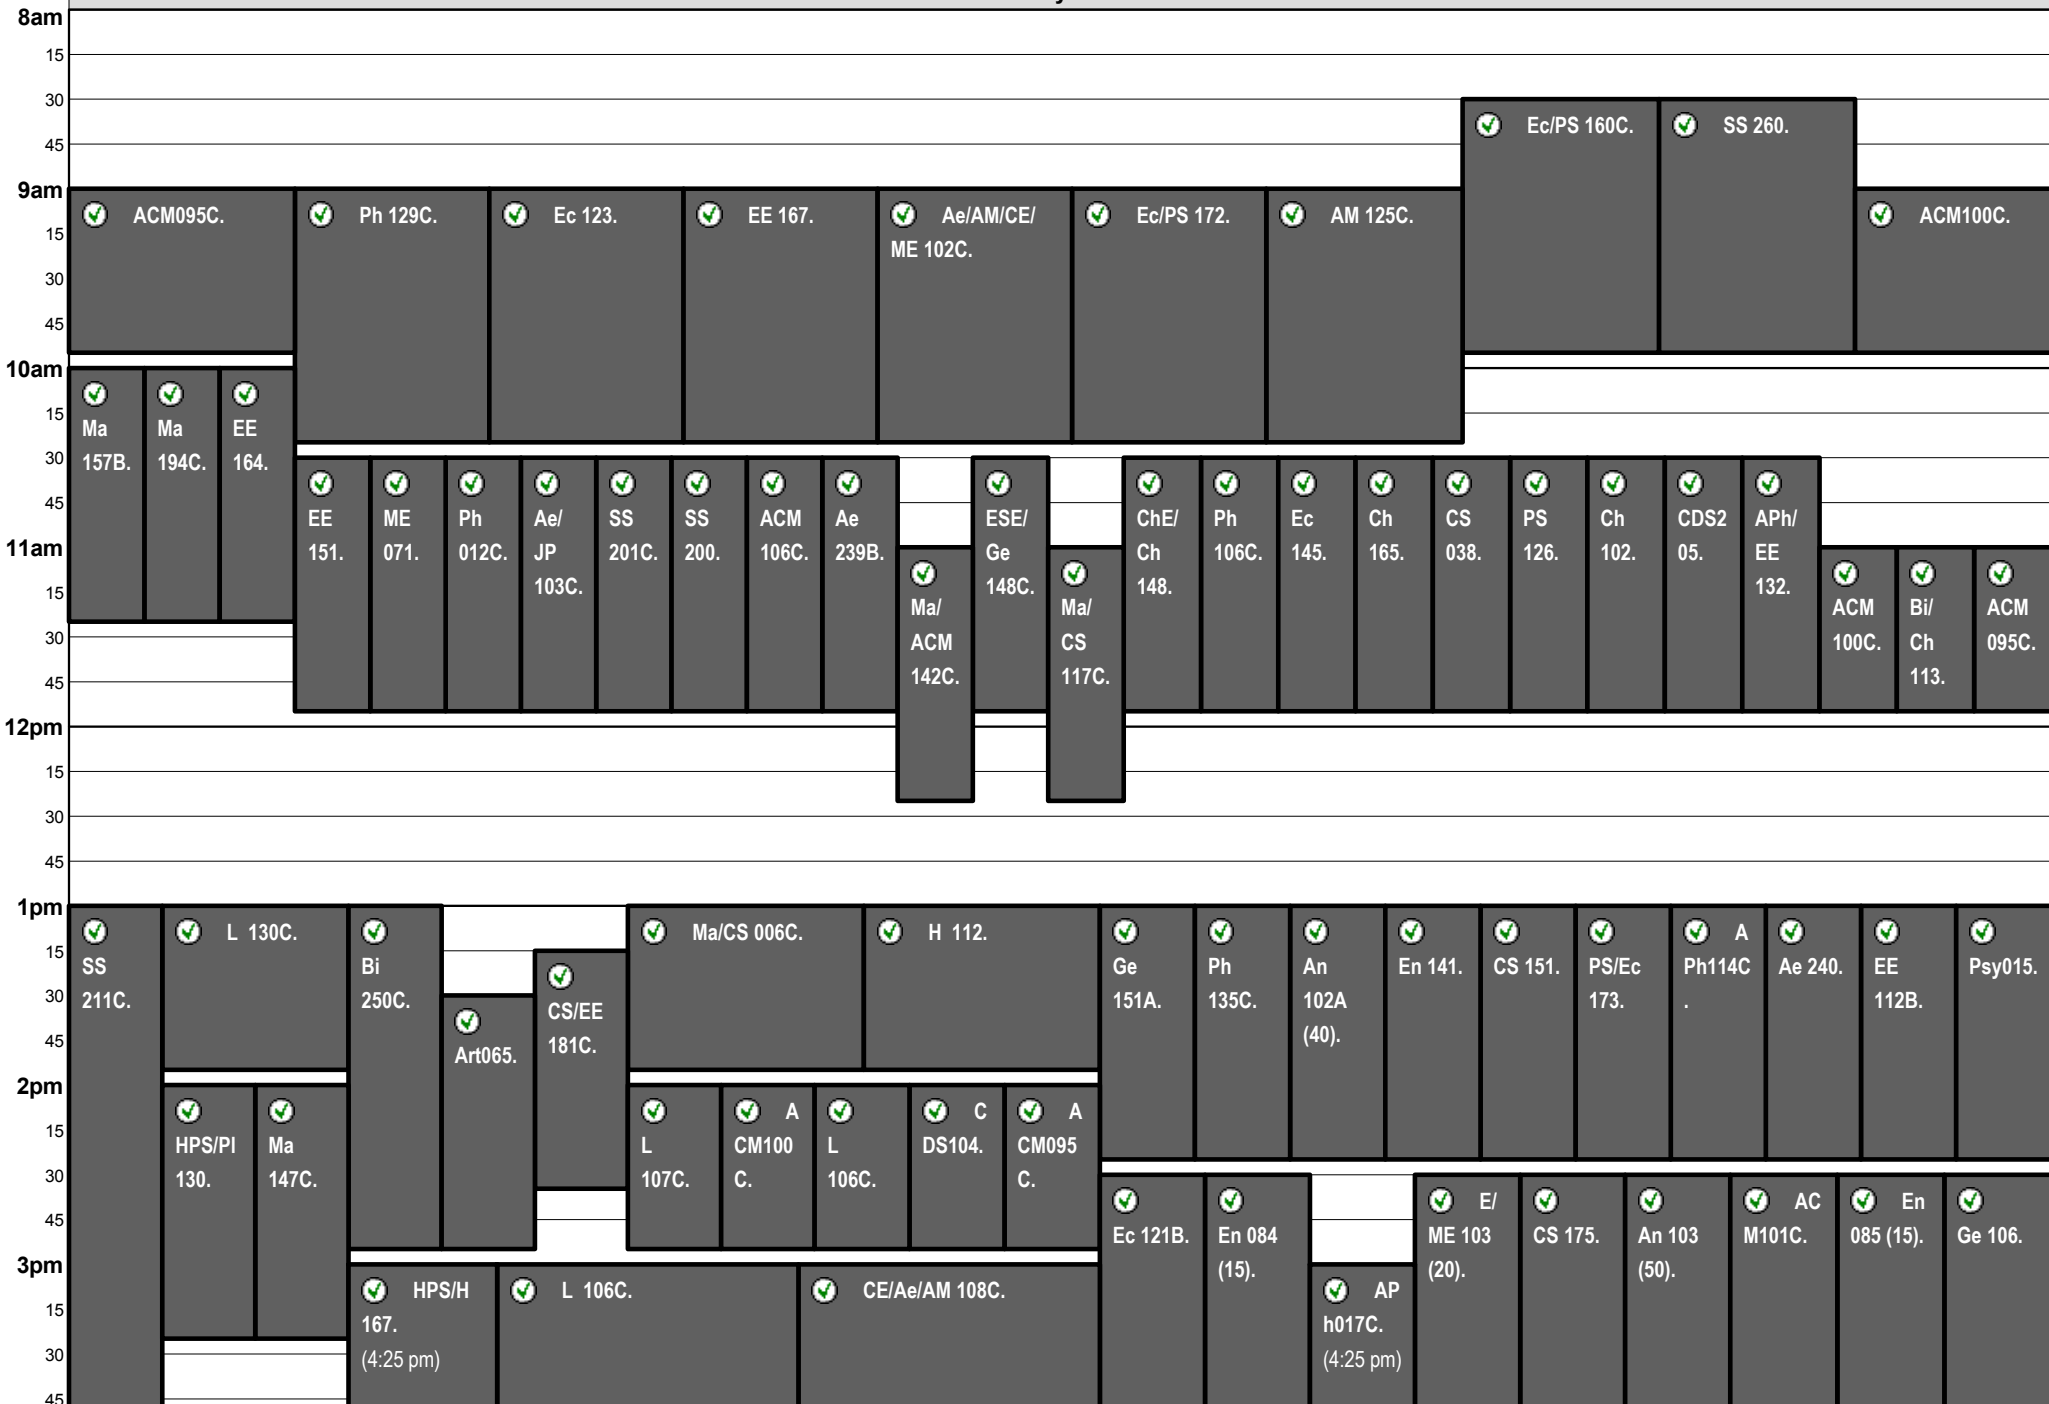 8am
15
30
Ec/PS 160C.
SS 260.
45
9am
ACM095C.
Ph 129C.
Ec 123.
EE 167.
Ae/AM/CE/
ME 102C.
Ec/PS 172.
AM 125C.
ACM100C.
15
30
45
10am
Ma
157B.
Ma
194C.
EE
164.
15
30
EE
151.
ME
071.
Ph
012C.
Ae/
JP
103C.
SS
201C.
SS
200.
ACM
106C.
Ae
239B.
Ma/
ACM
142C.
ESE/
Ge
148C.
Ma/
CS
117C.
ChE/
Ch
148.
Ph
106C.
Ec
145.
Ch
165.
CS
038.
PS
126.
Ch
102.
CDS2
05.
APh/
EE
132.
ACM
100C.
Bi/
Ch
113.
ACM
095C.
45
11am
15
30
45
12pm
15
30
45
1pm
SS
211C.
L 130C.
Bi
250C.
Art065.
CS/EE
181C.
Ma/CS 006C.
H 112.
Ge
151A.
Ph
135C.
An
102A
(40).
En 141.
CS 151.
PS/Ec
173.
A
Ph114C
.
Ae 240.
EE
112B.
Psy015.
15
30
45
2pm
HPS/Pl
130.
Ma
147C.
L
107C.
A
CM100
C.
L
106C.
C
DS104.
A
CM095
C.
15
30
Ec 121B.
En 084
(15).
E/
ME 103
(20).
CS 175.
An 103
(50).
AC
M101C.
En
085 (15).
Ge 106.
45
3pm
HPS/H
167.
(4:25 pm)
L 106C.
CE/Ae/AM 108C.
AP
h017C.
(4:25 pm)
15
30
45